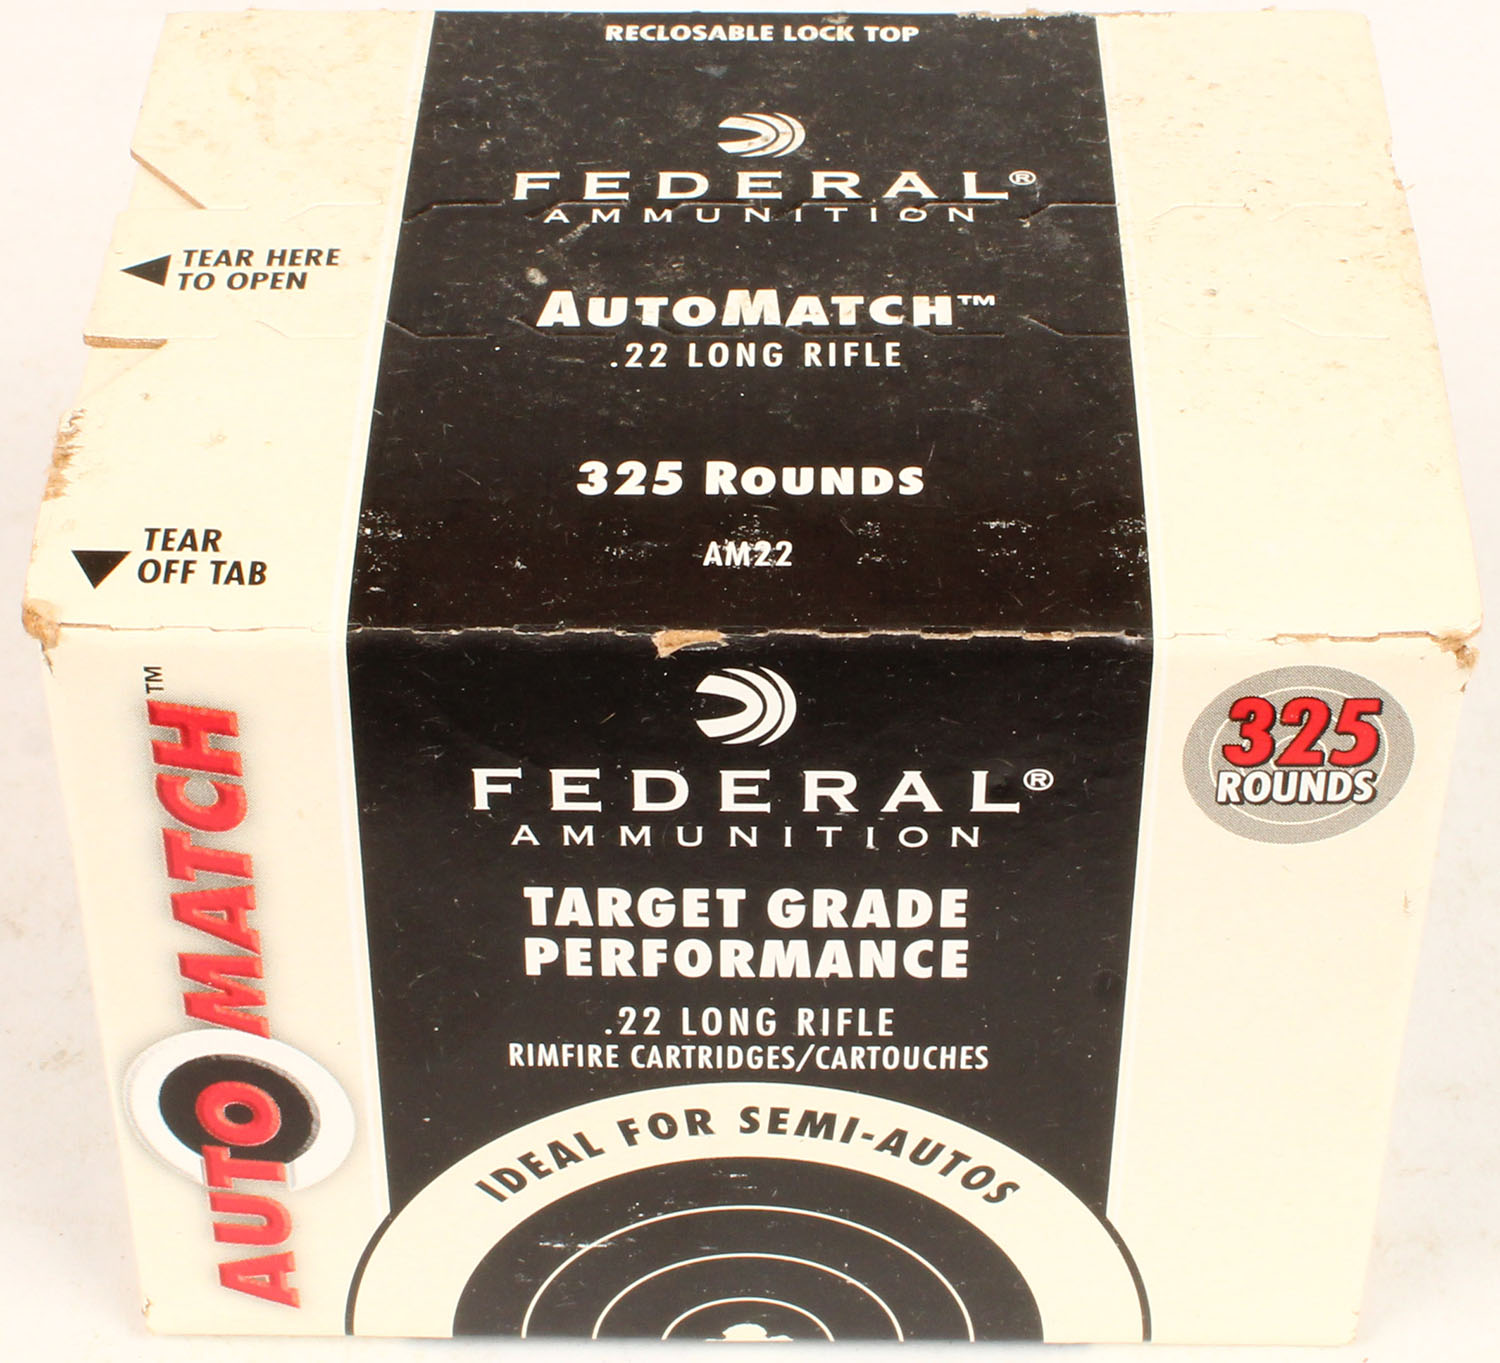 RECLOSABLE LOCK TOP
FEDERAL®
AMMUNITION
AUTOMATCH™
.22 LONG RIFLE
325 ROUNDS
AM22
TEAR HERE
TO OPEN
TEAR
OFF TAB
AUTOMATCH™
FEDERAL®
AMMUNITION
TARGET GRADE
PERFORMANCE
.22 LONG RIFLE
RIMFIRE CARTRIDGES/CARTOUCHES
IDEAL FOR SEMI-AUTOS
325
ROUNDS